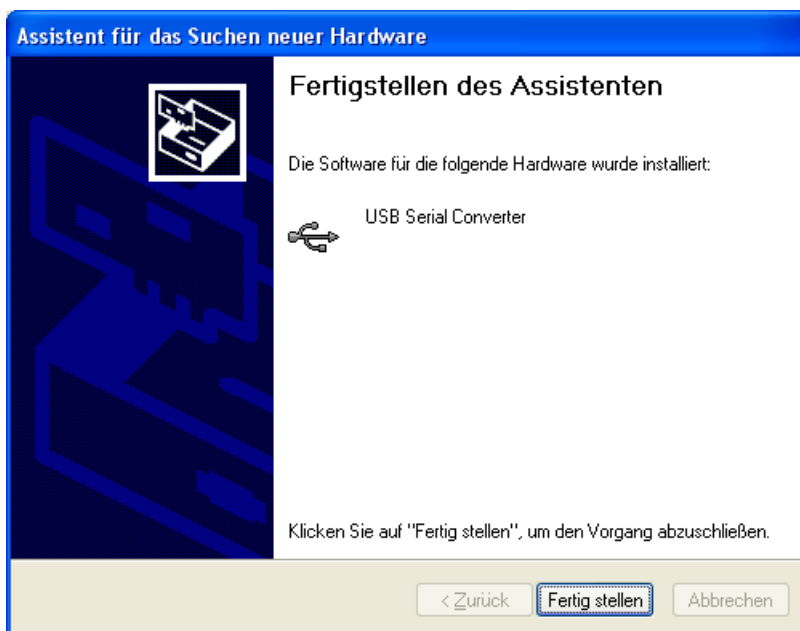 Assistent für das Suchen neuer Hardware
Fertigstellen des Assistenten
Die Software für die folgende Hardware wurde installiert:
USB Serial Converter
Klicken Sie auf "Fertig stellen", um den Vorgang abzuschließen.
< Zurück Fertig stellen Abbrechen